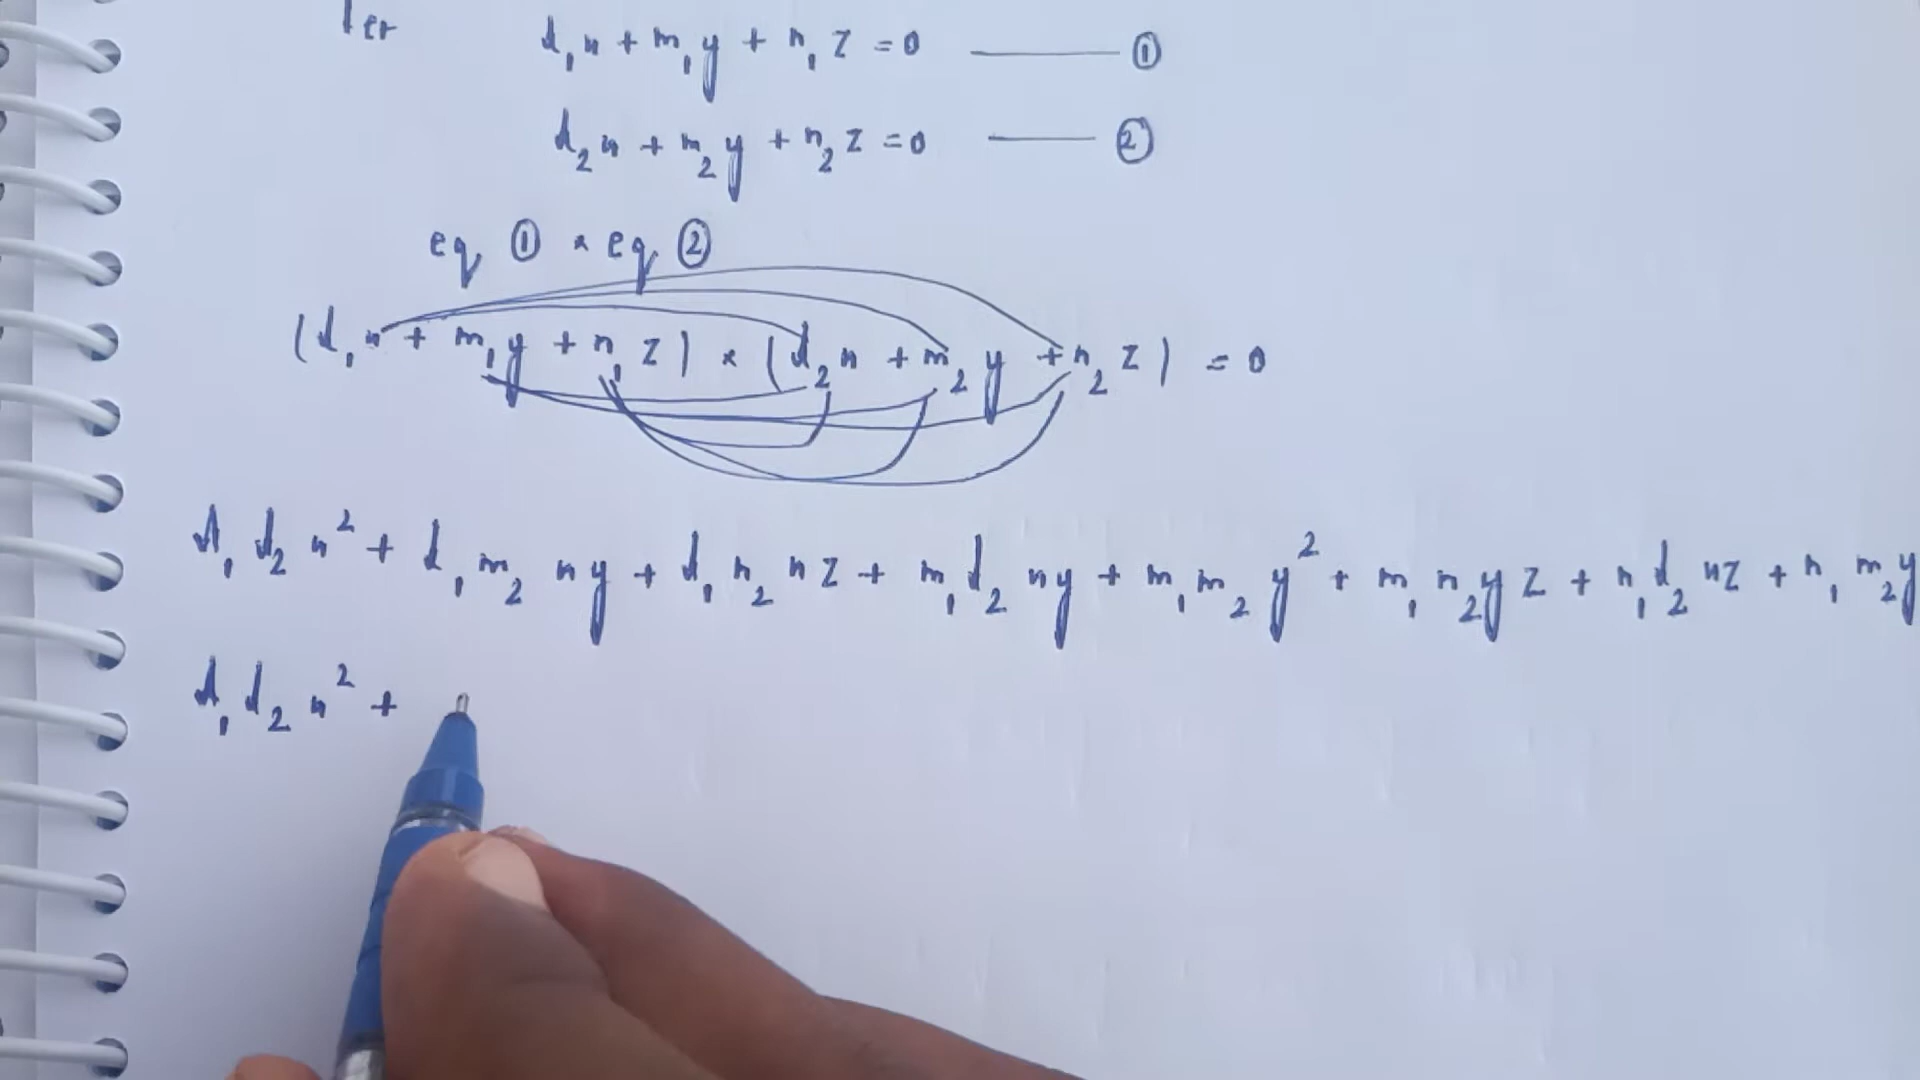 Let
l₁x + m₁y + n₁z = 0 ——— ①
l₂x + m₂y + n₂z = 0 ——— ②
eq ① × eq ②
(l₁x + m₁y + n₁z) × (l₂x + m₂y + n₂z) = 0
l₁l₂x² + l₁m₂xy + l₁n₂xz + m₁l₂xy + m₁m₂y² + m₁n₂yz + n₁l₂xz + n₁m₂y
l₁l₂x² +